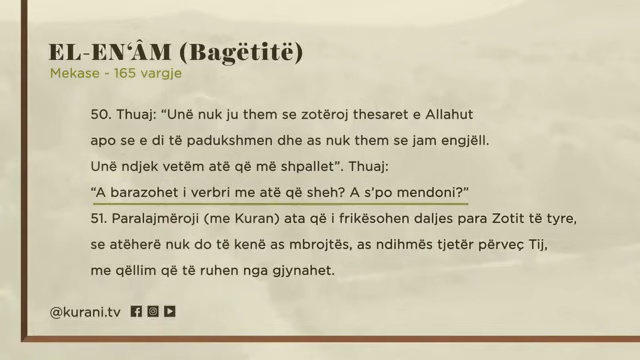 EL-EN‘ÂM (Bagëtitë)
Mekase - 165 vargje
50. Thuaj: “Unë nuk ju them se zotëroj thesaret e Allahut
apo se e di të padukshmen dhe as nuk them se jam engjëll.
Unë ndjek vetëm atë që më shpallet”. Thuaj:
“A barazohet i verbri me atë që sheh? A s’po mendoni?”
51. Paralajmëroji (me Kuran) ata që i frikësohen daljes para Zotit të tyre,
se atëherë nuk do të kenë as mbrojtës, as ndihmës tjetër përveç Tij,
me qëllim që të ruhen nga gjynahet.
@kurani.tv